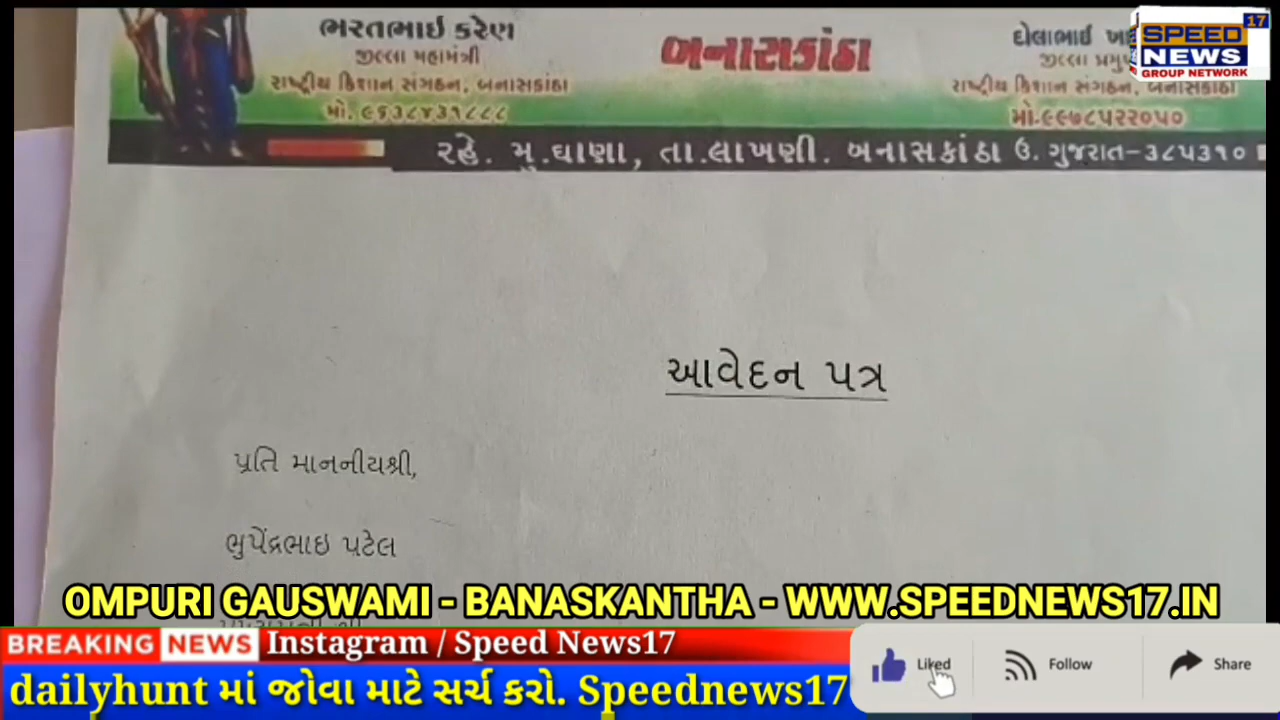 ભરતભાઇ કરેણ
જીલ્લા મહામંત્રી
રાષ્ટ્રીય કિશાન સંગઠન, બનાસકાંઠા
મો. ૯૬૩૮૪૩૧૮૮૮
બનાસકાંઠા
દોલાભાઈ
જીલ્લા
રાષ્ટ્રીય કિશાન સંગઠન, બનાસકાંઠા
મો.૯૯૭૮૫૨૨૦૫૦
17
SPEED
NEWS
GROUP NETWORK
રહે. મુ.ઘાણા, તા.લાખણી. બનાસકાંઠા ઉ. ગુજરાત-૩૮૫૩૧૦
આવેદન પત્ર
પ્રતિ માનનીયશ્રી,
ભુપેંદ્રભાઇ પટેલ
OMPURI GAUSWAMI - BANASKANTHA - WWW.SPEEDNEWS17.IN
BREAKING NEWS Instagram / Speed News17
dailyhunt માં જોવા માટે સર્ચ કરો. Speednews17
Liked
Follow
Share